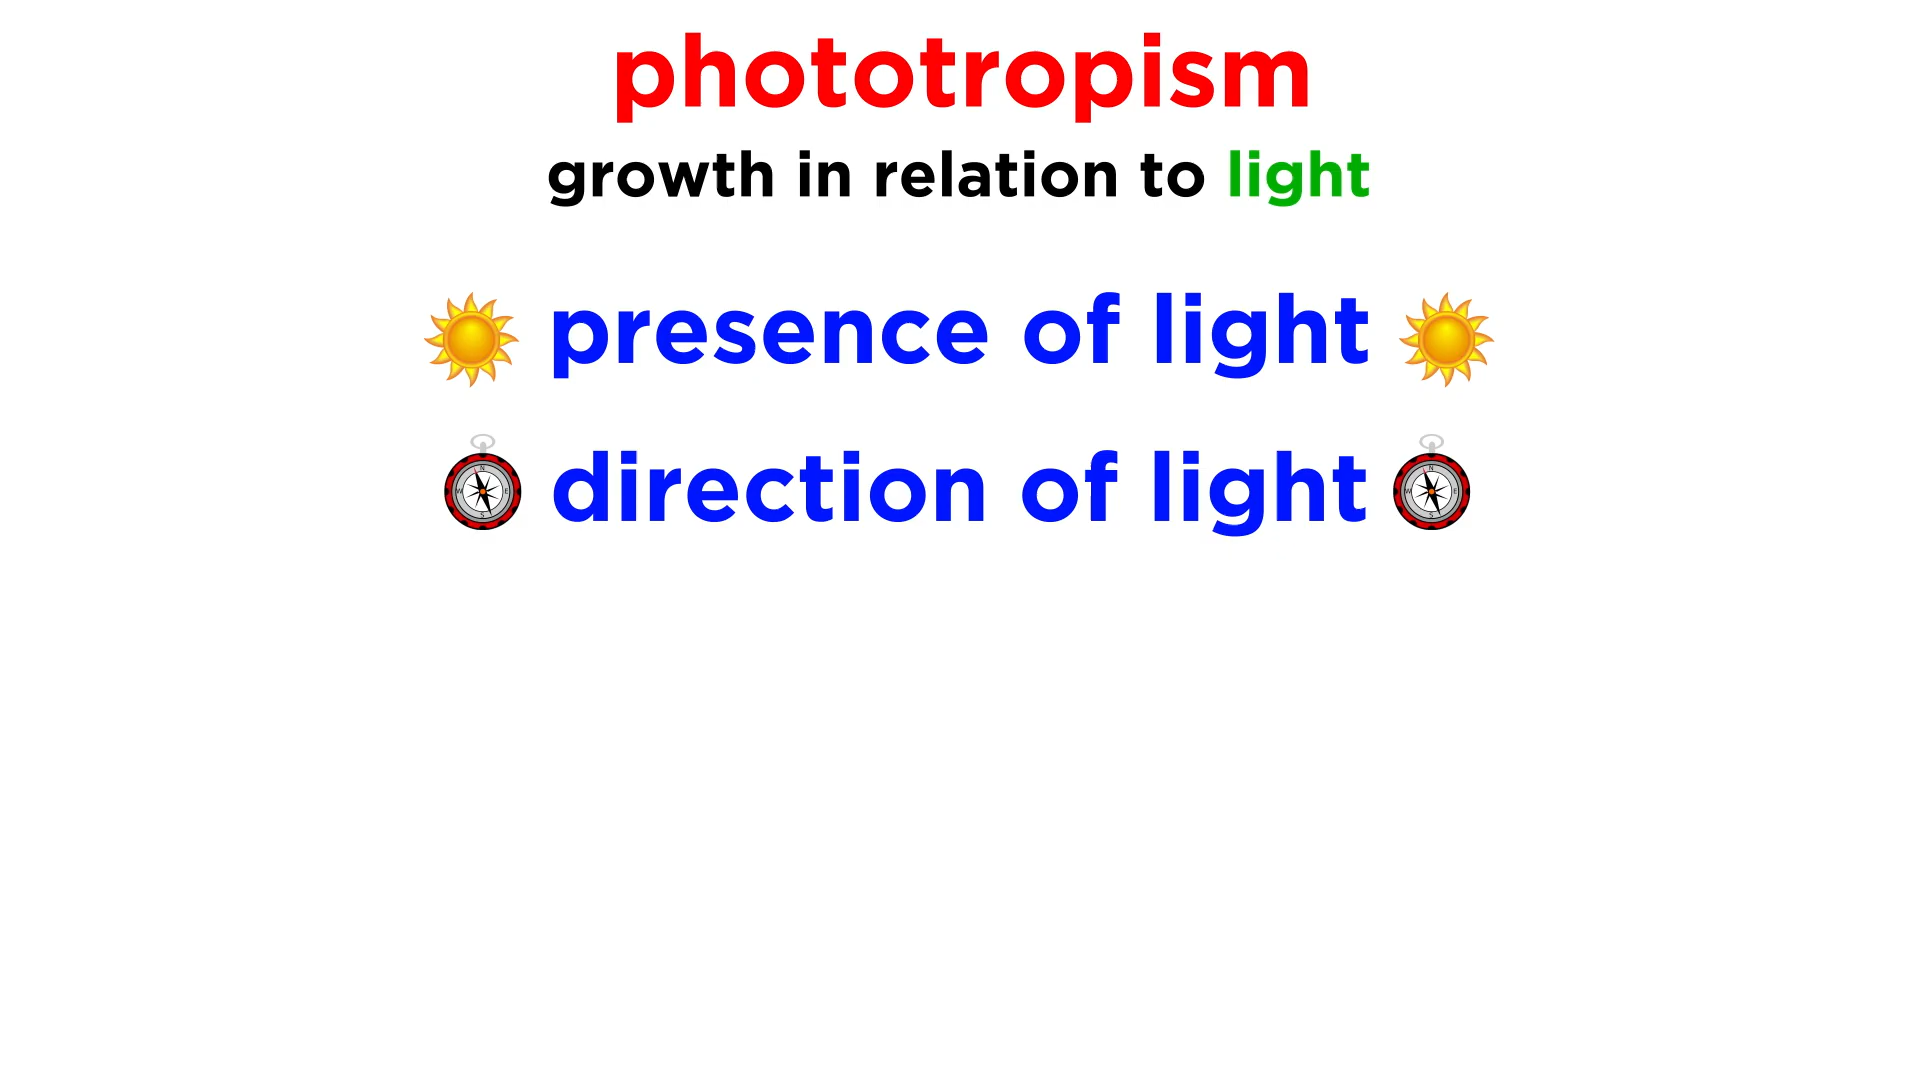 phototropism
growth in relation to light
presence of light
direction of light